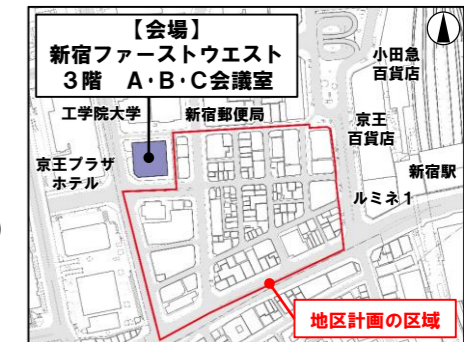 【会場】
新宿ファーストウエスト
３階　A・B・C会議室
小田急
百貨店
工学院大学
新宿郵便局
京王
百貨店
京王プラザ
ホテル
新宿駅
ルミネ１
地区計画の区域